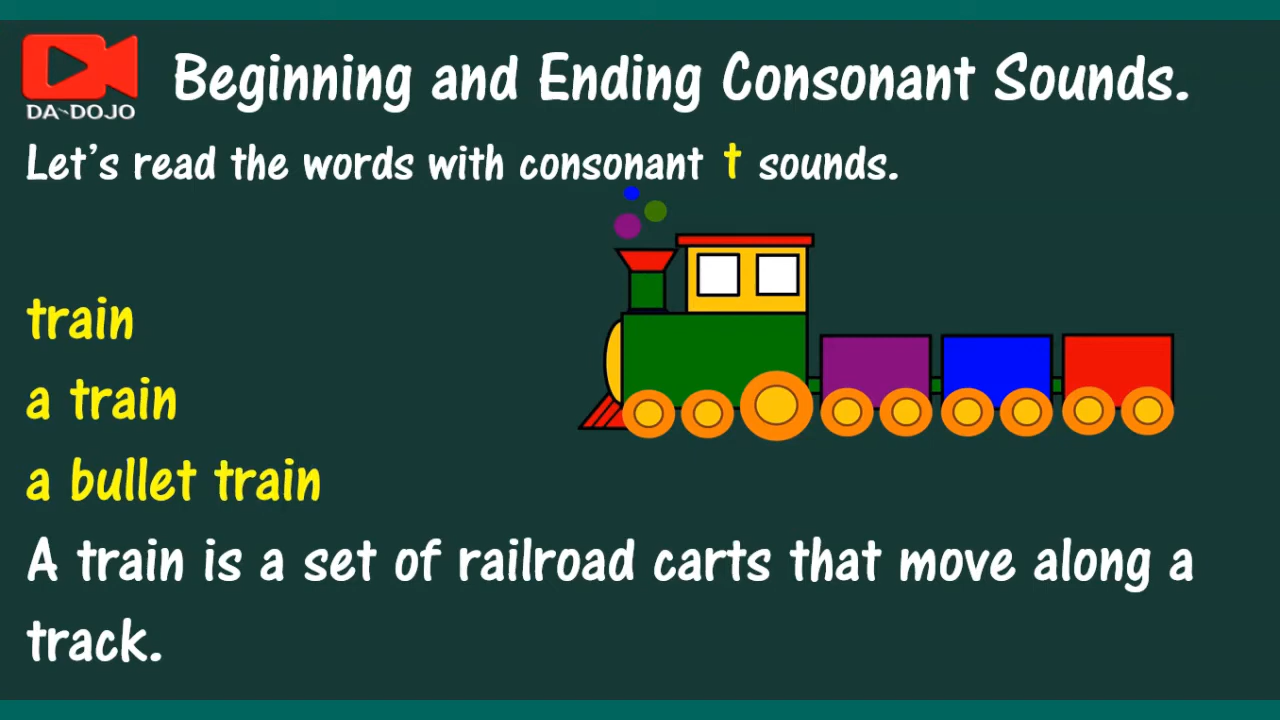 DA-DOJO
Beginning and Ending Consonant Sounds.
Let's read the words with consonant t sounds.
train
a train
a bullet train
A train is a set of railroad carts that move along a
track.